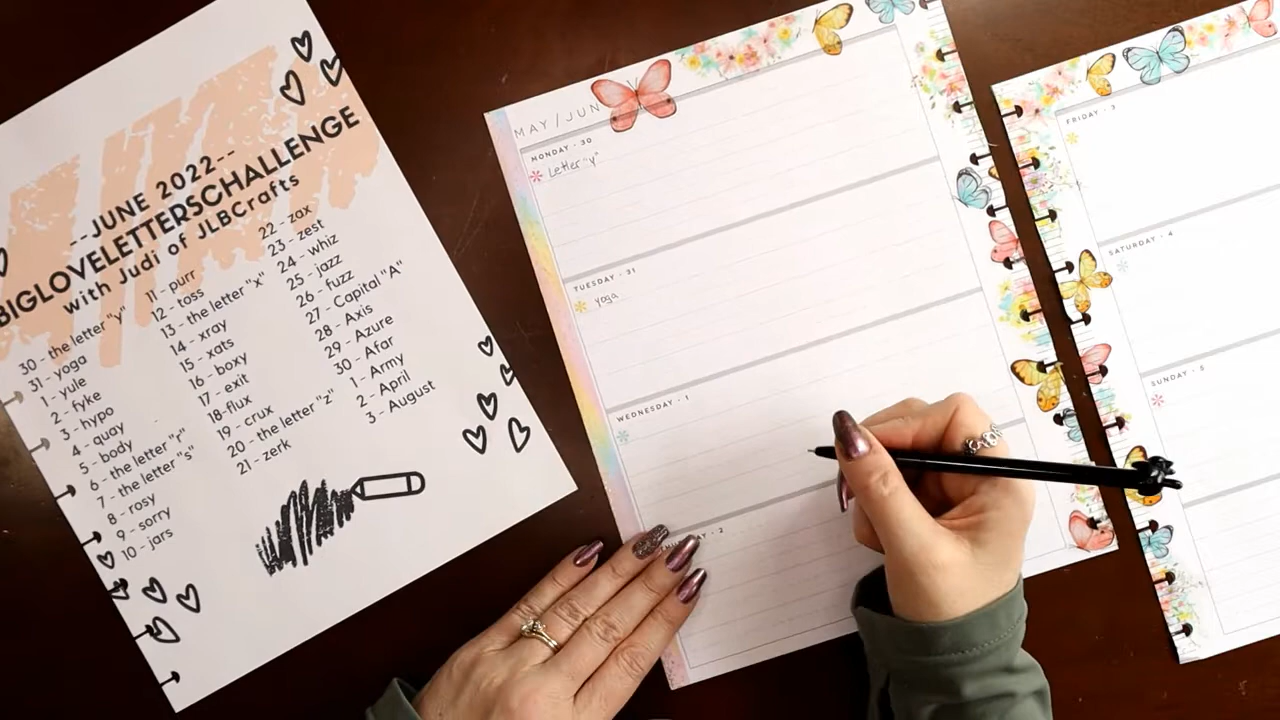 --JUNE 2022--
BIGLOVELETTERSCHALLENGE
with Judi of JLBCrafts
30 - the letter "y"
31 - yoga
1 - yule
2 - fyke
3 - hypo
4 - quay
5 - body
6 - the letter "r"
7 - the letter "s"
8 - rosy
9 - sorry
10 - jars
11 - purr
12 - toss
13 - the letter "x"
14 - xray
15 - xats
16 - boxy
17 - exit
18-flux
19 - crux
20 - the letter "z"
21 - zerk
22 - zax
23 - zest
24 - whiz
25 - jazz
26 - fuzz
27 - Capital "A"
28 - Axis
29 - Azure
30 - Afar
1 - Army
2 - April
3 - August
MAY/JUN
MONDAY • 30
Letter "y"
TUESDAY • 31
yoga
WEDNESDAY • 1
2
FRIDAY • 3
SATURDAY • 4
SUNDAY • 5